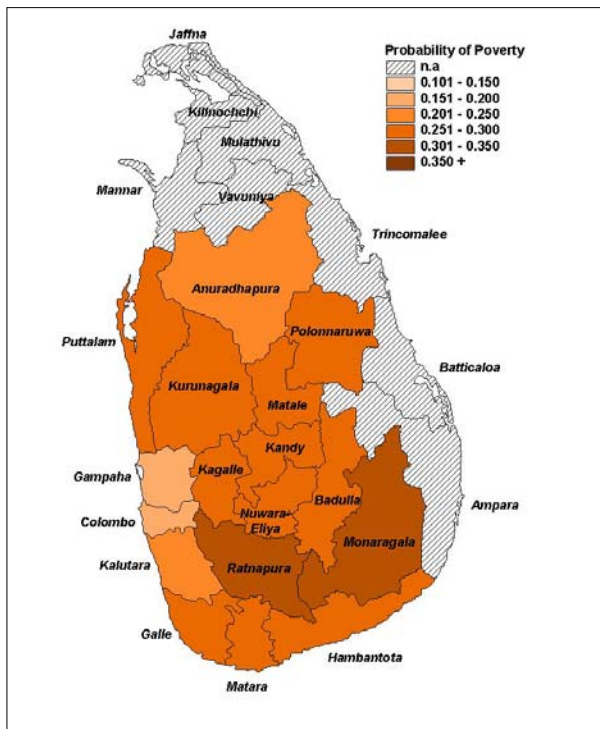 Jaffna
Probability of Poverty
n.a
0.101 - 0.150
0.151 - 0.200
0.201 - 0.250
0.251 - 0.300
0.301 - 0.350
0.350 +
Killnochchi
Mulathivu
Mannar
Vavuniya
Trincomalee
Anuradhapura
Polonnaruwa
Puttalam
Batticaloa
Kurunagala
Matale
Kandy
Gampaha
Kagalle
Badulla
Ampara
Nuwara-
Eliya
Colombo
Monaragala
Kalutara
Ratnapura
Galle
Hambantota
Matara